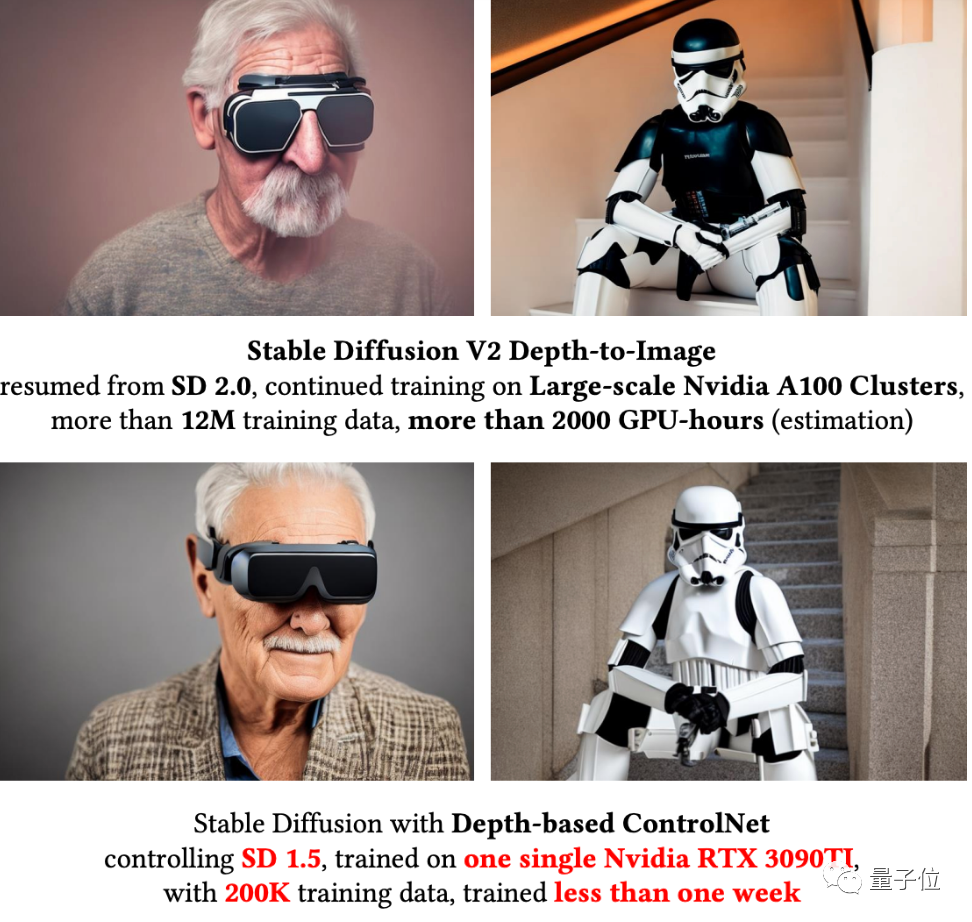 Stable Diffusion V2 Depth-to-Image
resumed from SD 2.0, continued training on Large-scale Nvidia A100 Clusters,
more than 12M training data, more than 2000 GPU-hours (estimation)
Stable Diffusion with Depth-based ControlNet
controlling SD 1.5, trained on one single Nvidia RTX 3090TI,
with 200K training data, trained less than one week
量子位